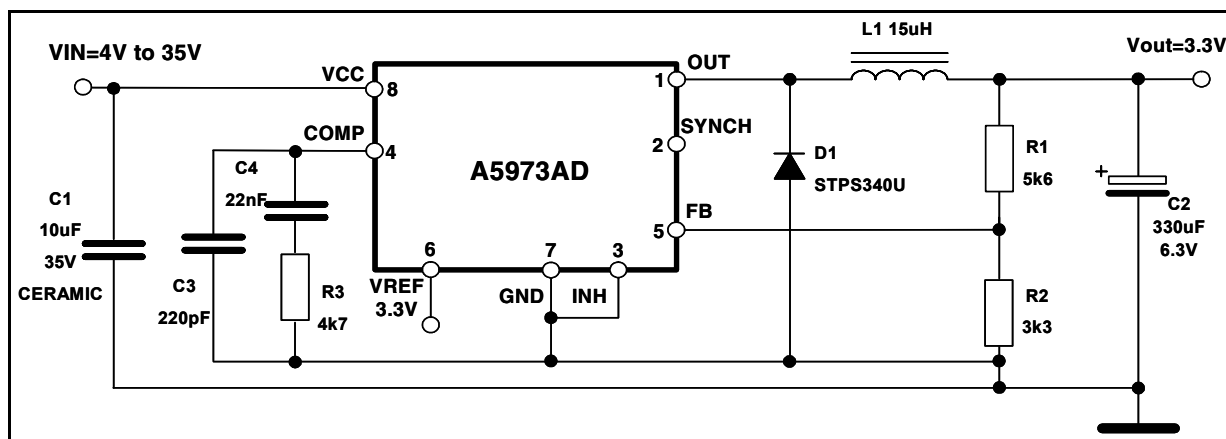 L1 15uH
VIN=4V to 35V
Vout=3.3V
VCC
OUT
8
1
COMP
SYNCH
4
2
C4
22nF
A5973AD
D1
STPS340U
R1
5k6
+
C1
10uF
35V
CERAMIC
FB
5
C2
330uF
6.3V
6
7
3
C3
220pF
R3
4k7
VREF
3.3V
GND
INH
R2
3k3